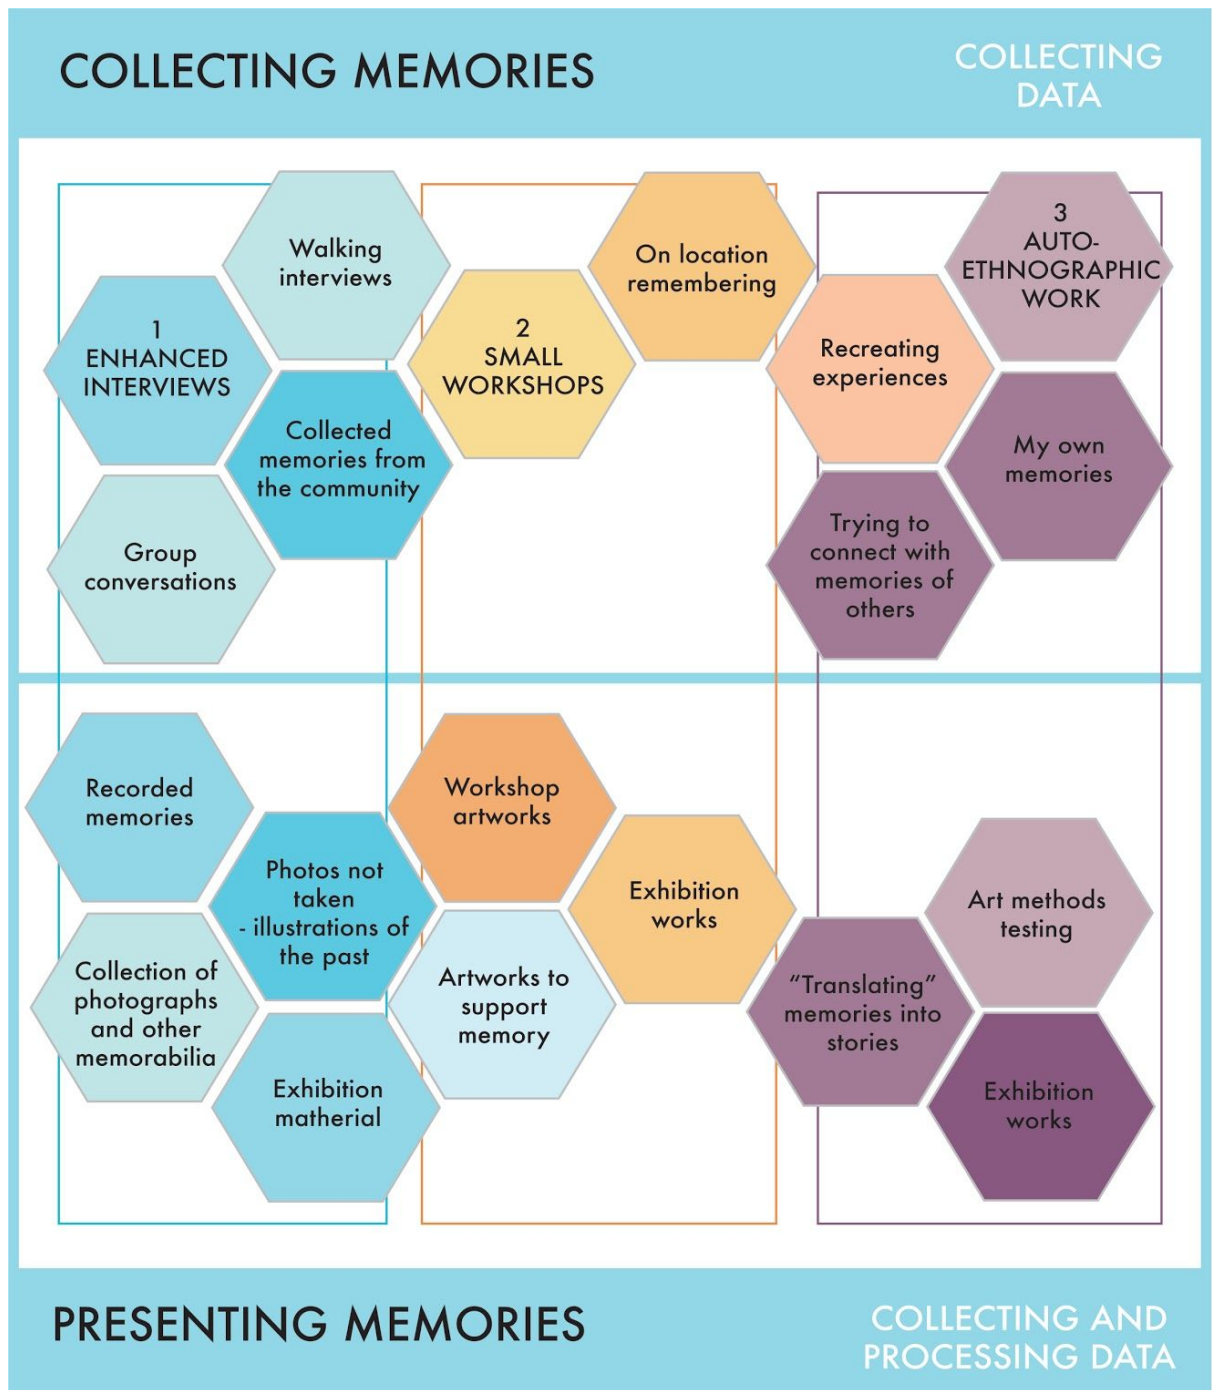 COLLECTING MEMORIES
COLLECTING
DATA
Walking
interviews
1
ENHANCED
INTERVIEWS
Collected
memories from
the community
Group
conversations
On location
remembering
2
SMALL
WORKSHOPS
3
AUTO-
ETHNOGRAPHIC
WORK
Recreating
experiences
My own
memories
Trying to
connect with
memories of
others
Recorded
memories
Photos not
taken
- illustrations of
the past
Collection of
photographs
and other
memorabilia
Exhibition
matherial
Workshop
artworks
Exhibition
works
Artworks to
support
memory
Art methods
testing
“Translating”
memories into
stories
Exhibition
works
PRESENTING MEMORIES
COLLECTING AND
PROCESSING DATA